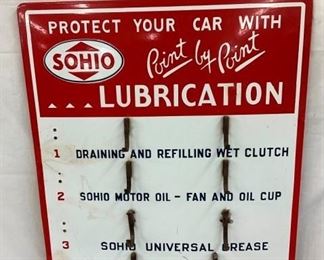 PROTECT YOUR CAR WITH
SOHIO
Point by Point
... LUBRICATION
1 DRAINING AND REFILLING WET CLUTCH
2 SOHIO MOTOR OIL - FAN AND OIL CUP
3 SOHIO UNIVERSAL GREASE